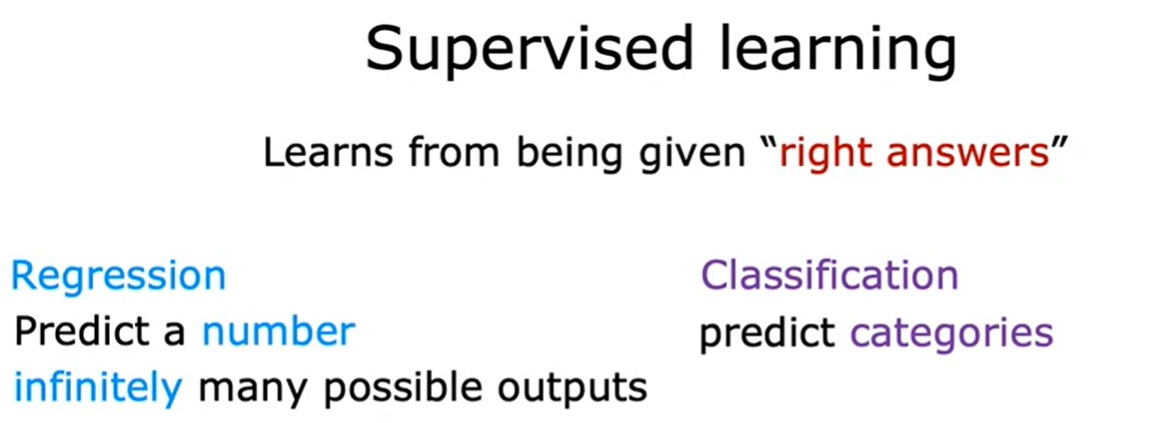 Supervised learning
Learns from being given “right answers”
Regression
Predict a number
infinitely many possible outputs
Classification
predict categories